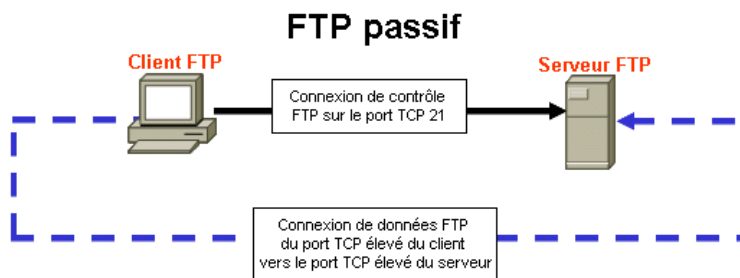 FTP passif
Client FTP
Serveur FTP
Connexion de contrôle
FTP sur le port TCP 21
Connexion de données FTP
du port TCP élevé du client
vers le port TCP élevé du serveur